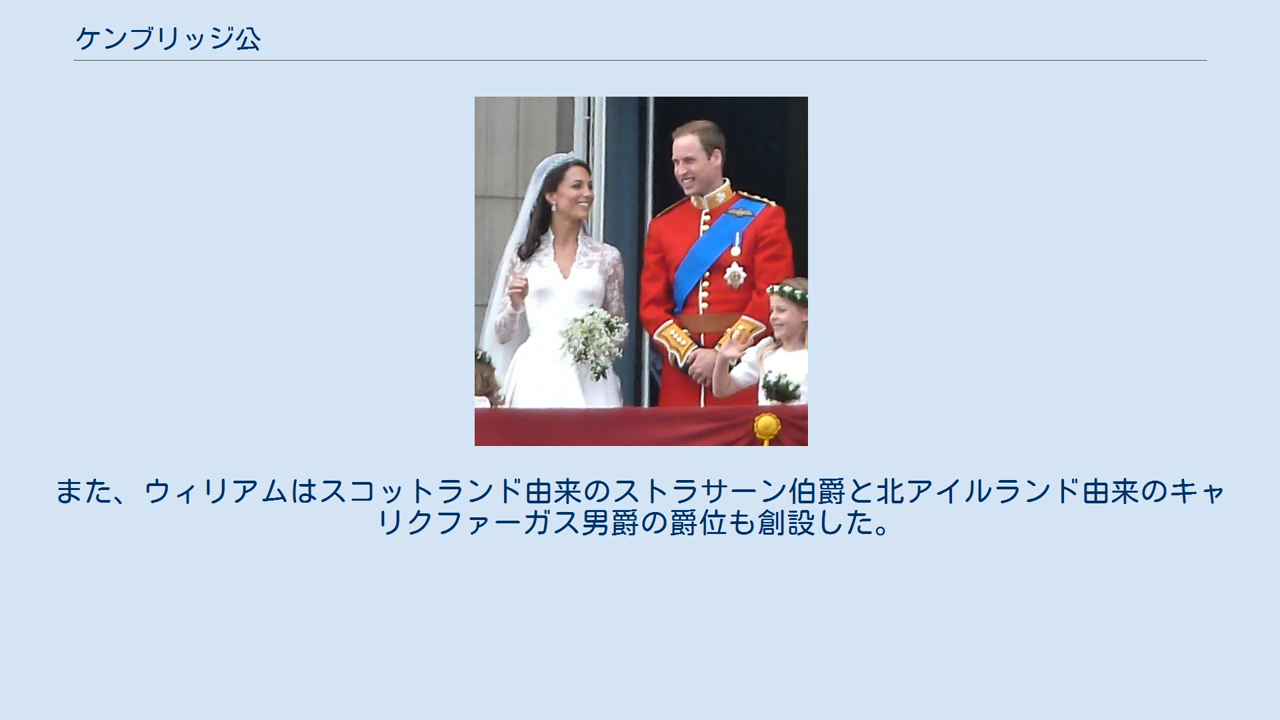 ケンブリッジ公
また、ウィリアムはスコットランド由来のストラサーン伯爵と北アイルランド由来のキャ
リクファーガス男爵の爵位も創設した。